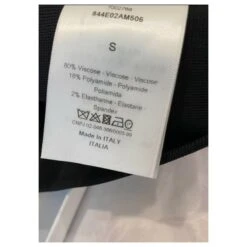 844E02AM506
S
80% Viscose - Viscose - Viscosa
18% Polyamide - Polyamide -
Poliamida
2% Elasthanne - Elastane -
Spandex
Made in ITALY
ITALIA